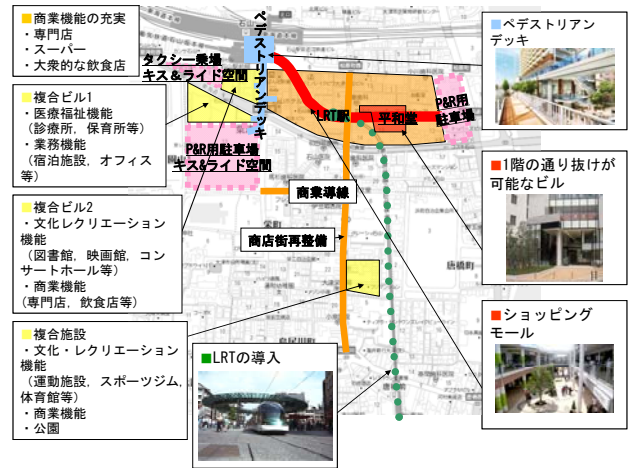 ■商業機能の充実
・専門店
・スーパー
・大衆的な飲食店
■複合ビル1
・医療福祉機能
（診療所，保育所等）
・業務機能
（宿泊施設，オフィス
等）
■複合ビル2
・文化レクリエーション
機能
（図書館，映画館，コン
サートホール等）
・商業機能
(専門店，飲食店等）
■複合施設
・文化・レクリエーション
機能
（運動施設，スポーツジム，
体育館等）
・商業機能
・公園
タクシー乗場
キス＆ライド空間
ペデストリアンデッキ
P&R用駐車場
キス&ライド空間
LRT駅
平和堂
P&R用
駐車場
商業導線
商店街再整備
栄町
唐橋町
■LRTの導入
■ペデストリアン
デッキ
■1階の通り抜けが
可能なビル
■ショッピング
モール